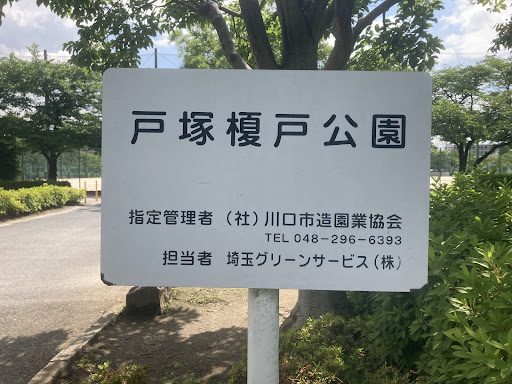 戸塚榎戸公園
指定管理者 （社）川口市造園業協会
TEL 048-296-6393
担当者 埼玉グリーンサービス（株）